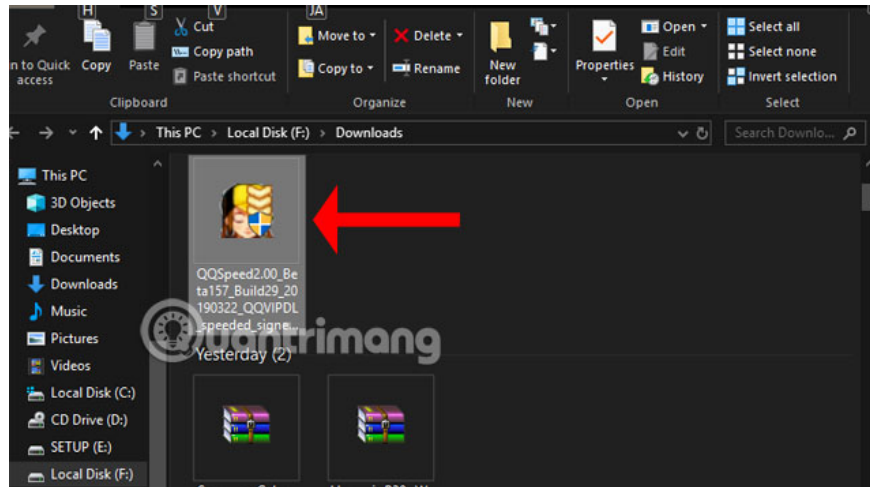 H S V JA
Cut
Move to
Delete
Open
Select all
Copy path
Edit
Select none
n to Quick
access
Copy
Paste
Paste shortcut
Copy to
Rename
New
folder
Properties
History
Invert selection
Clipboard Organize New Open Select
This PC > Local Disk (F:) > Downloads
Search Downlo...
This PC
3D Objects
Desktop
Documents
Downloads
Music
Pictures
Videos
Local Disk (C:)
CD Drive (D:)
SETUP (E:)
Local Disk (F:)
QQSpeed2.00_Be
ta157_Build29_20
190322_QQVIPDL
_speeded_signe...
Quantrimang
Yesterday (2)